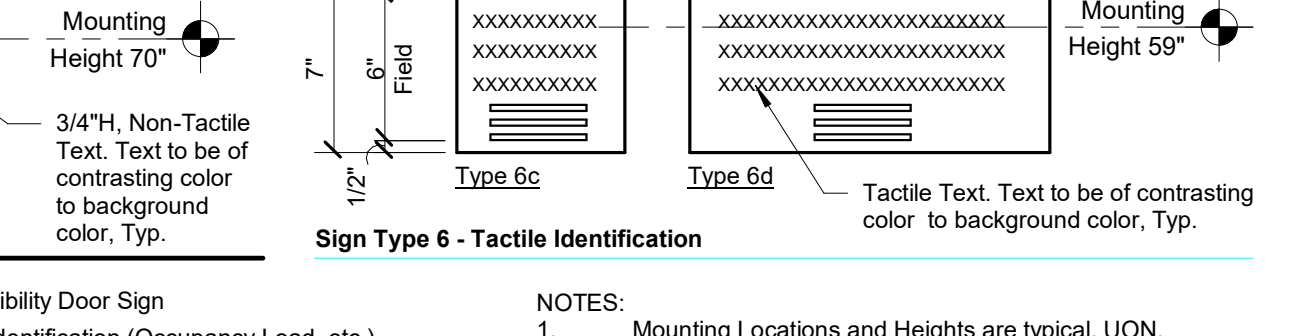 Mounting
Height 70"
3/4"H, Non-Tactile
Text. Text to be of
contrasting color
to background
color, Typ.
7"
6"
Field
1/2"
XXXXXXXXXX
XXXXXXXXXX
XXXXXXXXXX
Type 6c
XXXXXXXXXXXXXXXXXXXXXXX
XXXXXXXXXXXXXXXXXXXXXXX
XXXXXXXXXXXXXXXXXXXXXXX
Type 6d
Mounting
Height 59"
Tactile Text. Text to be of contrasting
color to background color, Typ.
Sign Type 6 - Tactile Identification
ibility Door Sign
dentification (Occupancy Load, etc.)
NOTES:
1. Mounting Locations and Heights are typical, UON.